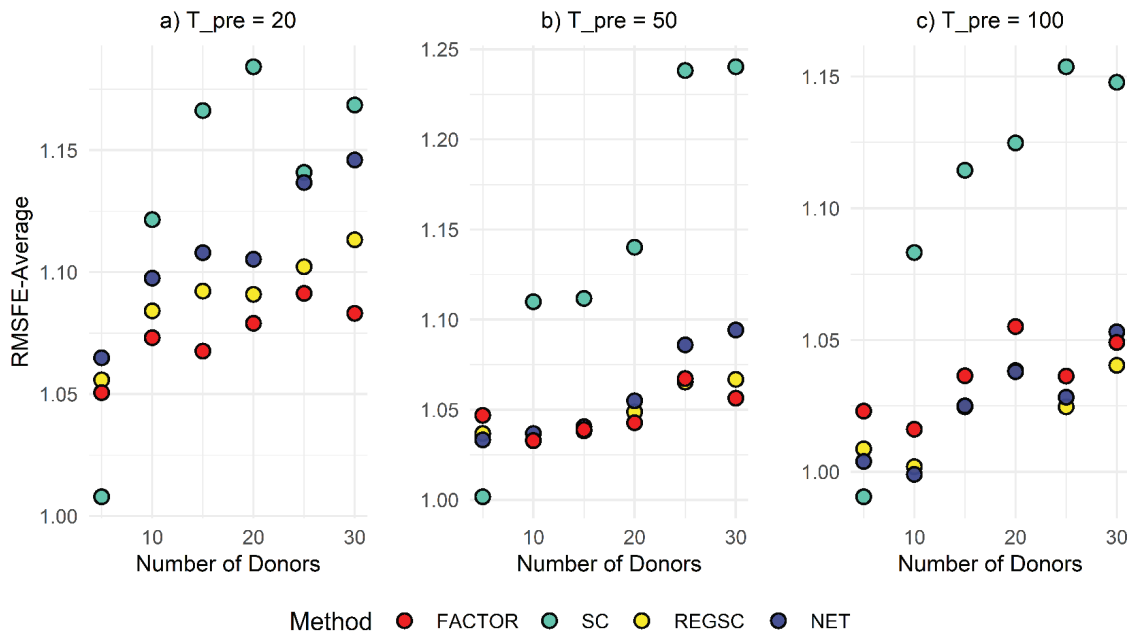 a) T_pre = 20
b) T_pre = 50
c) T_pre = 100
RMSFE-Average
1.15
1.10
1.05
1.00
10 20 30
Number of Donors
1.25
1.20
1.15
1.10
1.05
1.00
10 20 30
Number of Donors
1.15
1.10
1.05
1.00
10 20 30
Number of Donors
Method FACTOR SC REGSC NET